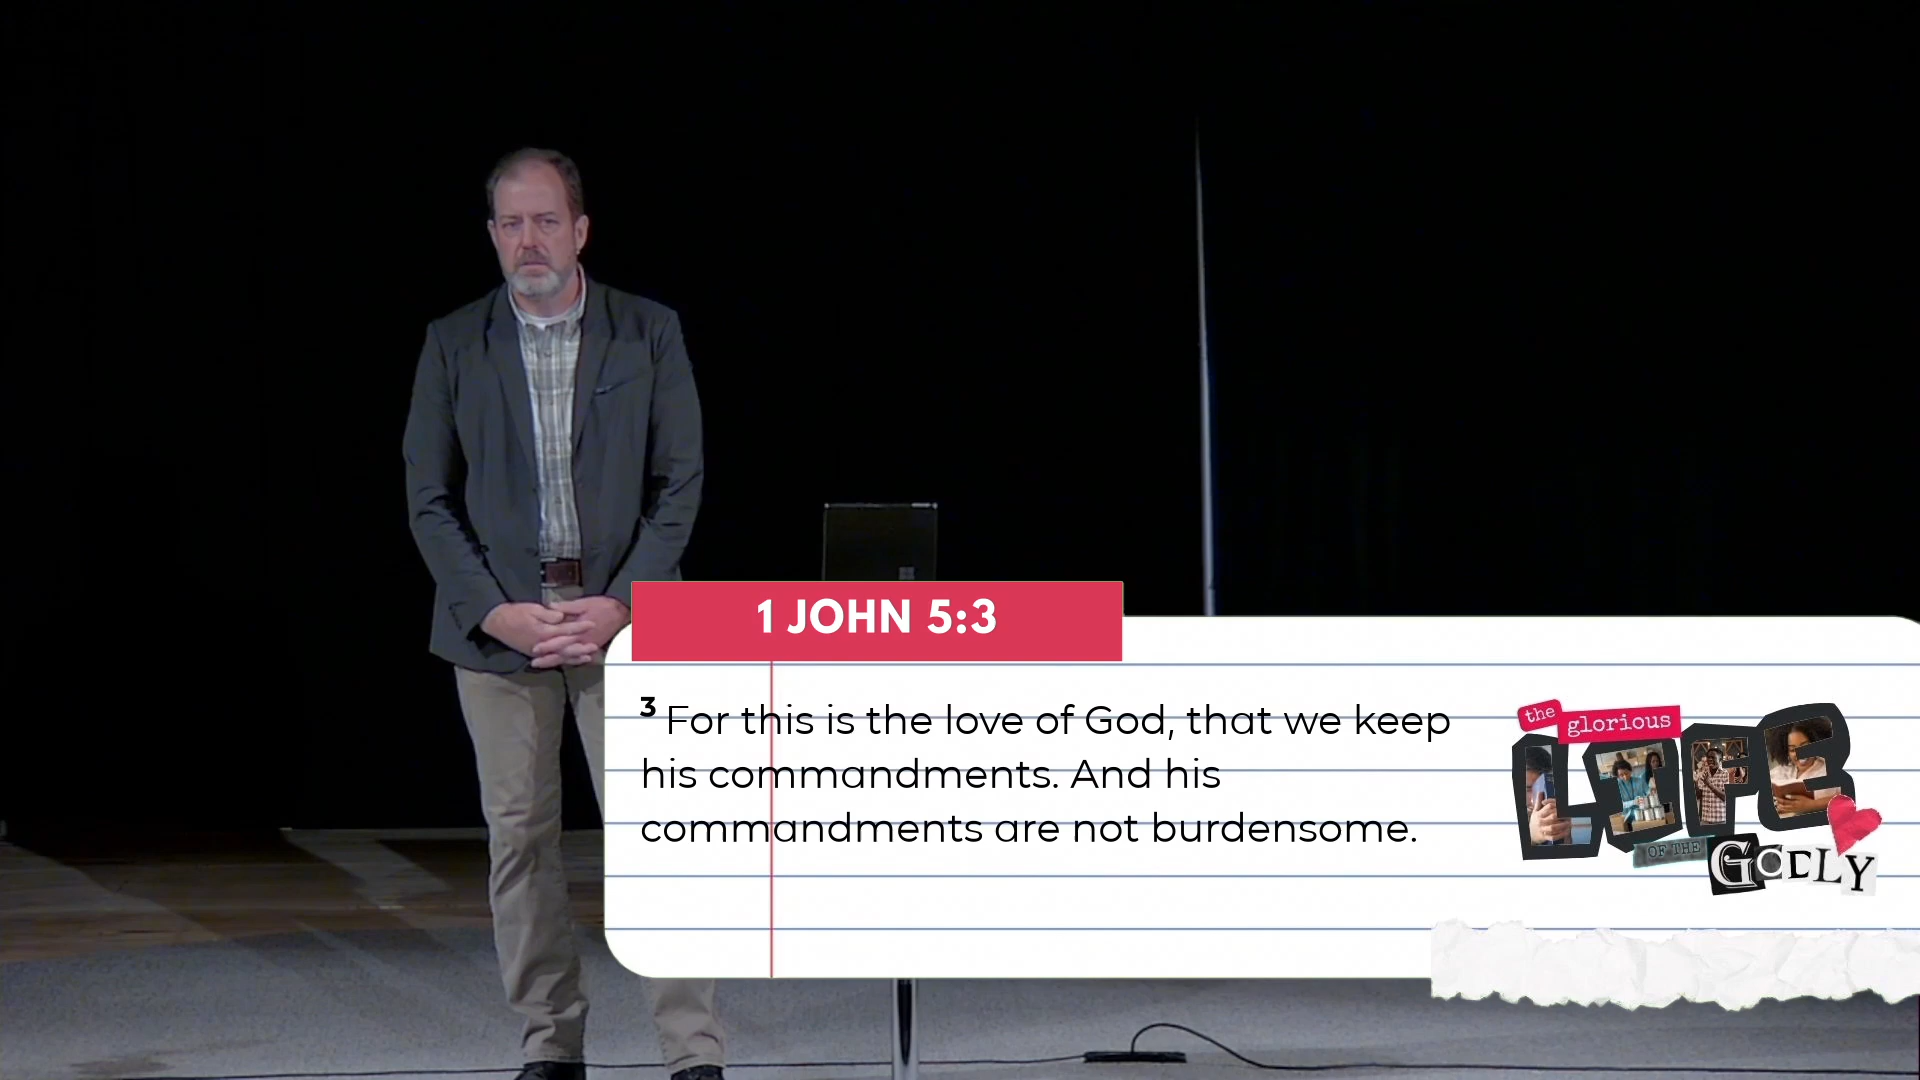 1 JOHN 5:3
3 For this is the love of God, that we keep
his commandments. And his
commandments are not burdensome.
the glorious
LIFE
OF THE
GODLY